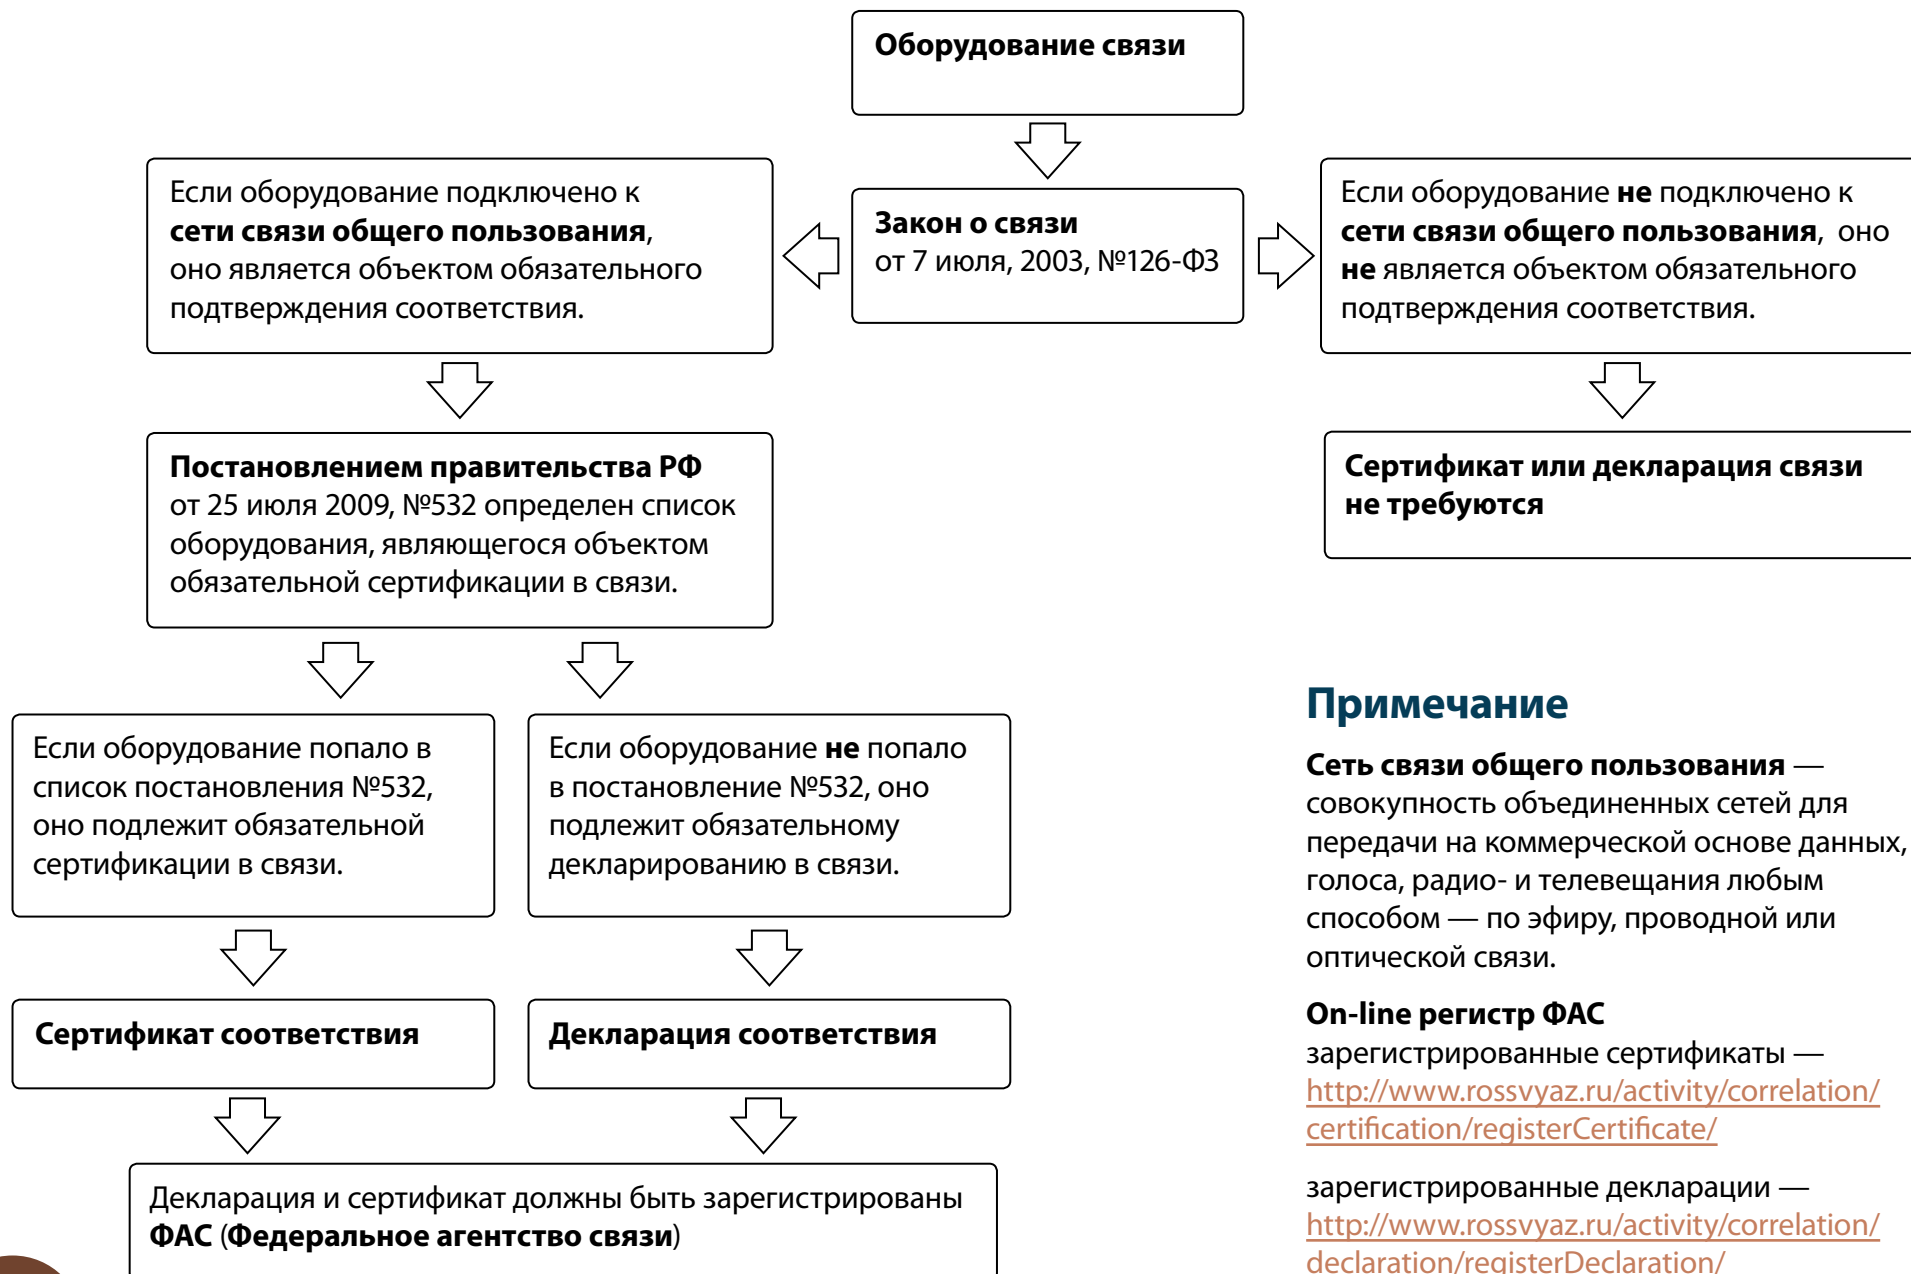 Оборудование связи
Если оборудование подключено к
сети связи общего пользования,
оно является объектом обязательного
подтверждения соответствия.
Закон о связи
от 7 июля, 2003, №126-ФЗ
Если оборудование не подключено к
сети связи общего пользования, оно
не является объектом обязательного
подтверждения соответствия.
Постановлением правительства РФ
от 25 июля 2009, №532 определен список
оборудования, являющегося объектом
обязательной сертификации в связи.
Сертификат или декларация связи
не требуются
Если оборудование попало в
список постановления №532,
оно подлежит обязательной
сертификации в связи.
Если оборудование не попало
в постановление №532, оно
подлежит обязательному
декларированию в связи.
Сертификат соответствия
Декларация соответствия
Декларация и сертификат должны быть зарегистрированы
ФАС (Федеральное агентство связи)
Примечание
Сеть связи общего пользования —
совокупность объединенных сетей для
передачи на коммерческой основе данных,
голоса, радио- и телевещания любым
способом — по эфиру, проводной или
оптической связи.
On-line регистр ФАС
зарегистрированные сертификаты —
http://www.rossvyaz.ru/activity/correlation/
certification/registerCertificate/
зарегистрированные декларации —
http://www.rossvyaz.ru/activity/correlation/
declaration/registerDeclaration/